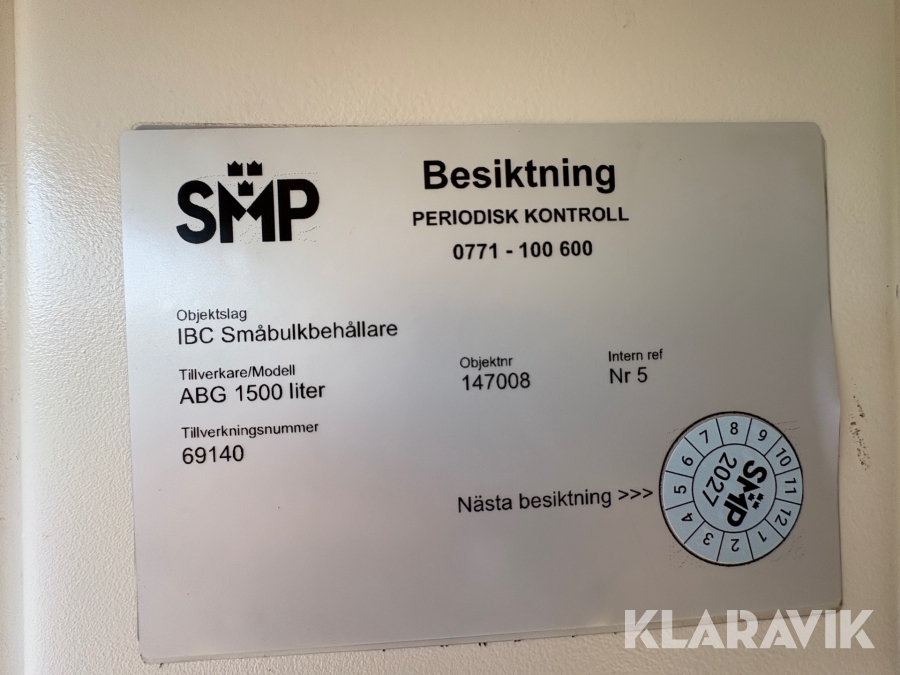 SMP
Besiktning
PERIODISK KONTROLL
0771 - 100 600
Objektslag
IBC Småbulkbehållare
Tillverkare/Modell
ABG 1500 liter
Objektnr
147008
Intern ref
Nr 5
Tillverkningsnummer
69140
Nästa besiktning >>>
1 2 3 4 5 6 7 8 9 10 11 12
SMP
2027
KLARAVIK